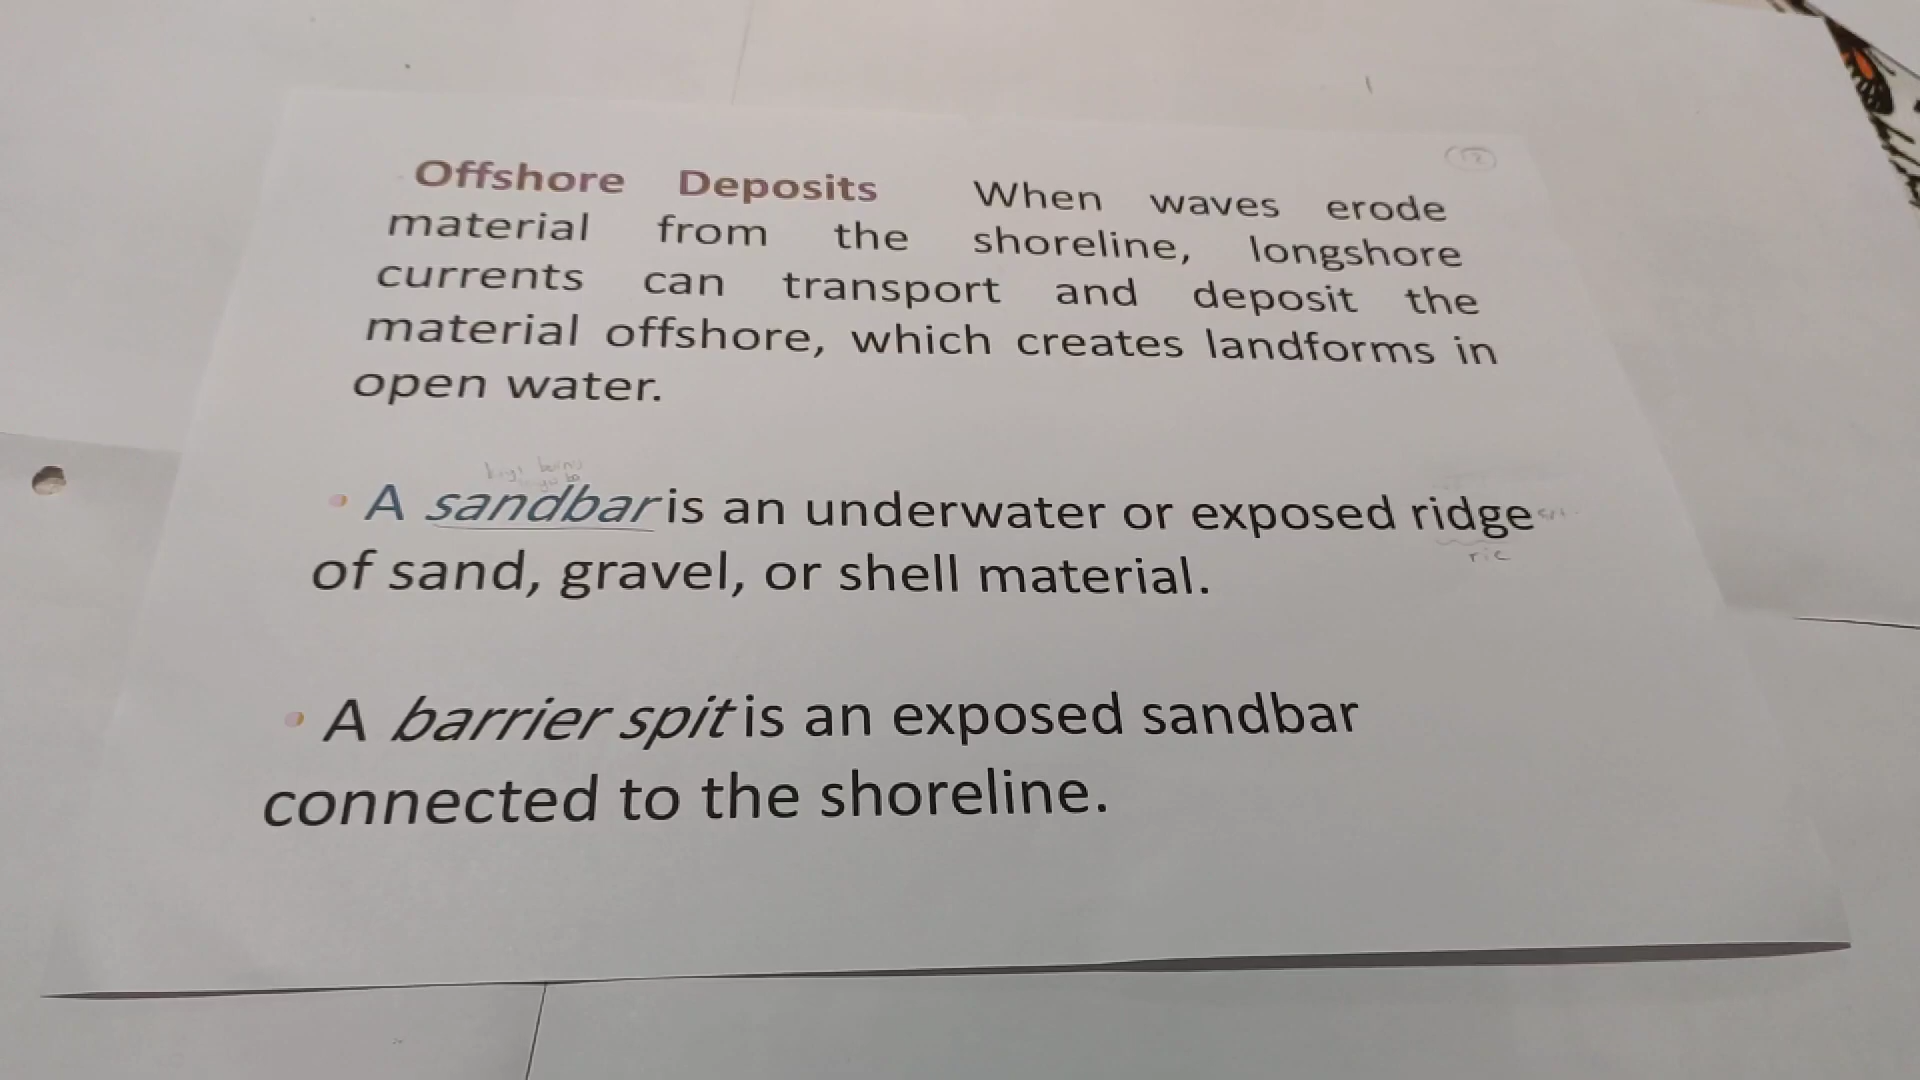 Offshore Deposits When waves erode
material from the shoreline, longshore
currents can transport and deposit the
material offshore, which creates landforms in
open water.
• A sandbar is an underwater or exposed ridge
of sand, gravel, or shell material.
• A barrier spit is an exposed sandbar
connected to the shoreline.